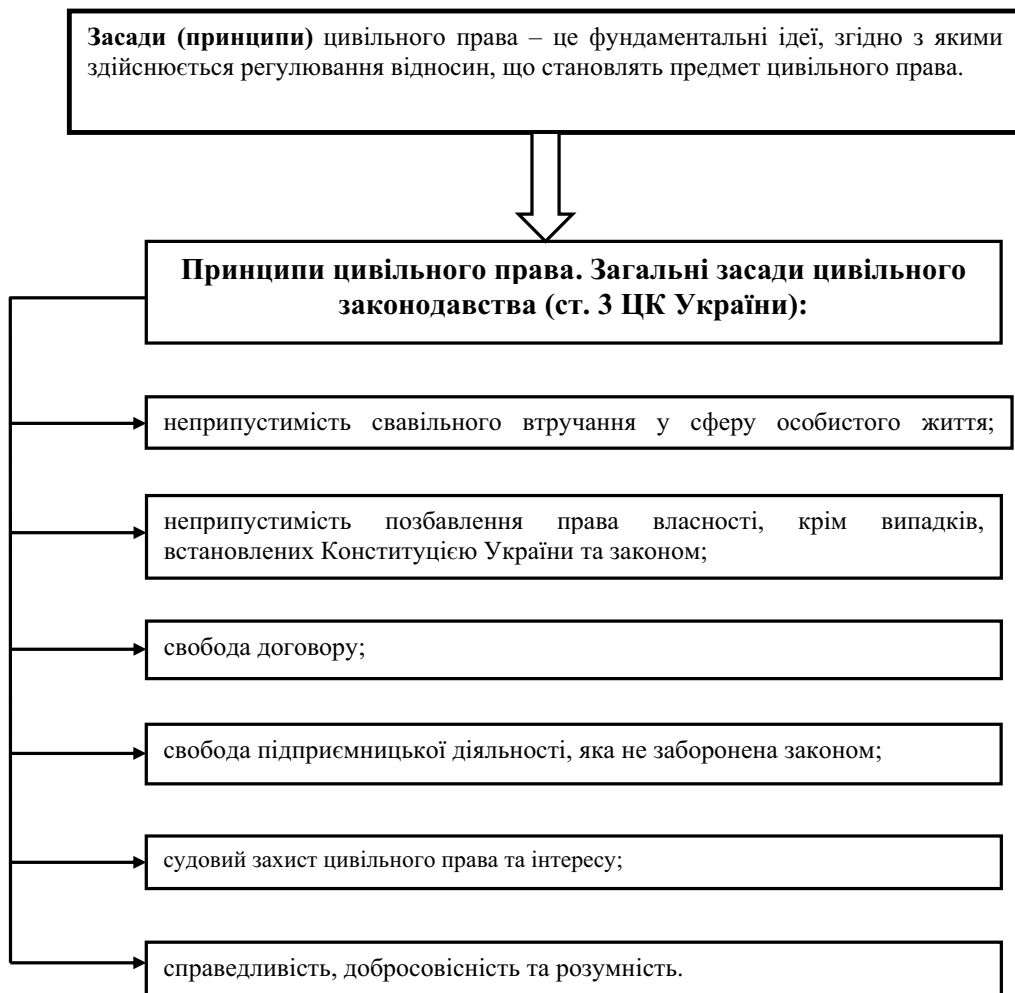 Засади (принципи) цивільного права – це фундаментальні ідеї, згідно з якими
здійснюється регулювання відносин, що становлять предмет цивільного права.
Принципи цивільного права. Загальні засади цивільного
законодавства (ст. 3 ЦК України):
неприпустимість свавільного втручання у сферу особистого життя;
неприпустимість позбавлення права власності, крім випадків,
встановлених Конституцією України та законом;
свобода договору;
свобода підприємницької діяльності, яка не заборонена законом;
судовий захист цивільного права та інтересу;
справедливість, добросовісність та розумність.